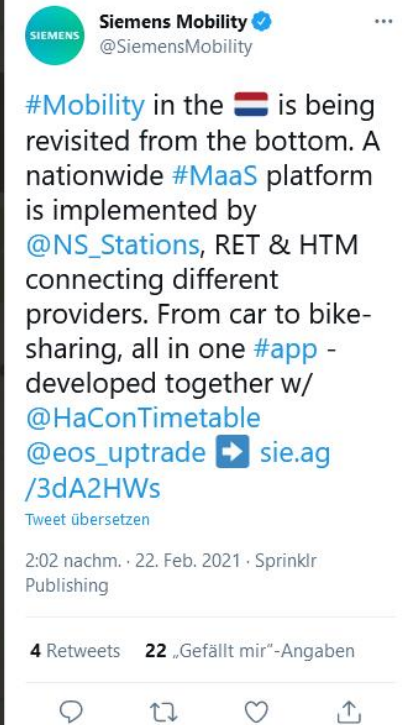 SIEMENS
Siemens Mobility
@SiemensMobility
#Mobility in the 🇳🇱 is being
revisited from the bottom. A
nationwide #MaaS platform
is implemented by
@NS_Stations, RET & HTM
connecting different
providers. From car to bike-
sharing, all in one #app -
developed together w/
@HaConTimetable
@eos_uptrade ➡️ sie.ag
/3dA2HWs
Tweet übersetzen
2:02 nachm. · 22. Feb. 2021 · Sprinklr
Publishing
4 Retweets 22 „Gefällt mir“-Angaben